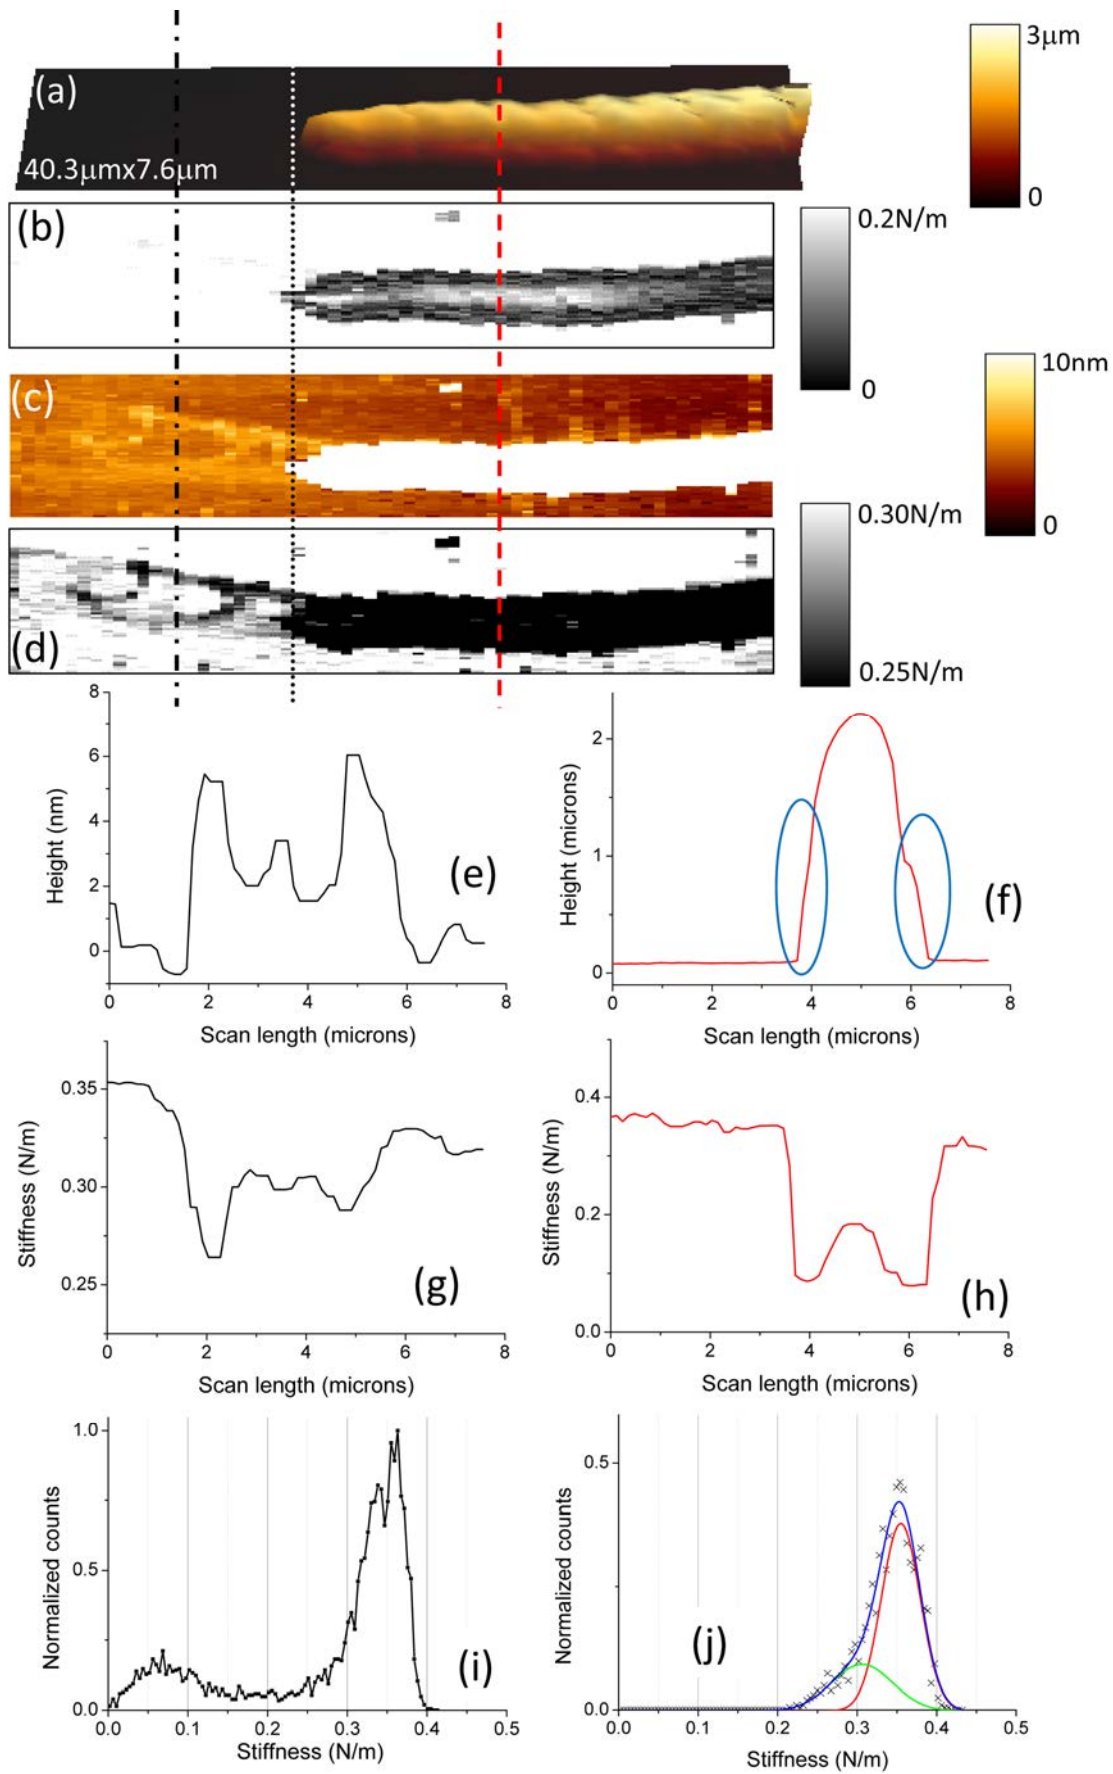 (a)
40.3μmx7.6μm
3μm
0
(b)
0.2N/m
0
(c)
10nm
0
(d)
0.30N/m
0.25N/m
8
6
4
2
0
Height (nm)
(e)
0 2 4 6 8
Scan length (microns)
2
1
0
Height (microns)
(f)
0 2 4 6 8
Scan length (microns)
0.35
0.30
0.25
Stiffness (N/m)
(g)
0 2 4 6 8
Scan length (microns)
0.4
0.2
0.0
Stiffness (N/m)
(h)
0 2 4 6 8
Scan length (microns)
1.0
0.5
0.0
Normalized counts
(i)
0.0 0.1 0.2 0.3 0.4 0.5
Stiffness (N/m)
0.5
0.0
Normalized counts
(j)
0.0 0.1 0.2 0.3 0.4 0.5
Stiffness (N/m)